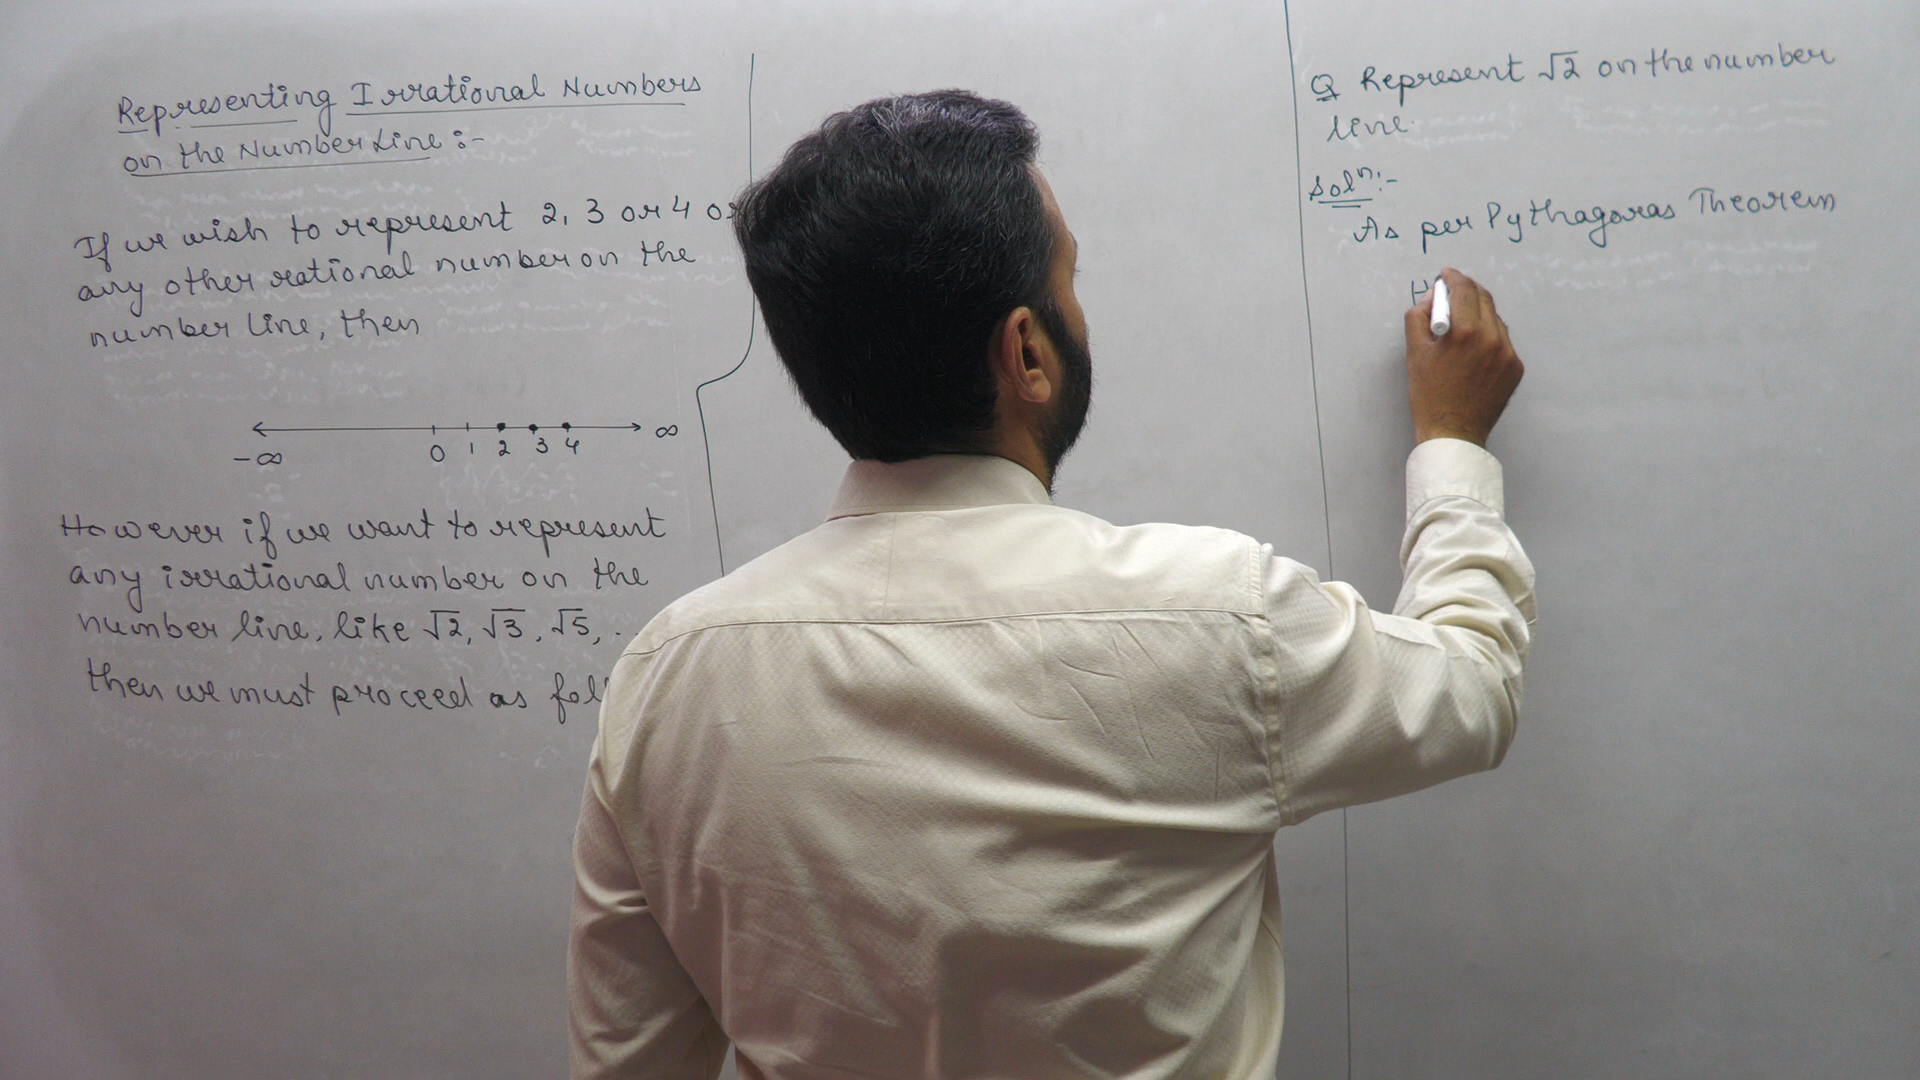 Representing Irrational Numbers
on the Number Line :-
If we wish to represent 2, 3 or 4 or
any other rational number on the
number line, then
-∞ 0 1 2 3 4 ∞
However if we want to represent
any irrational number on the
number line, like √2, √3, √5, ..
then we must proceed as fol
Q Represent √2 on the number
line.
Solⁿ:-
As per Pythagoras Theorem
H